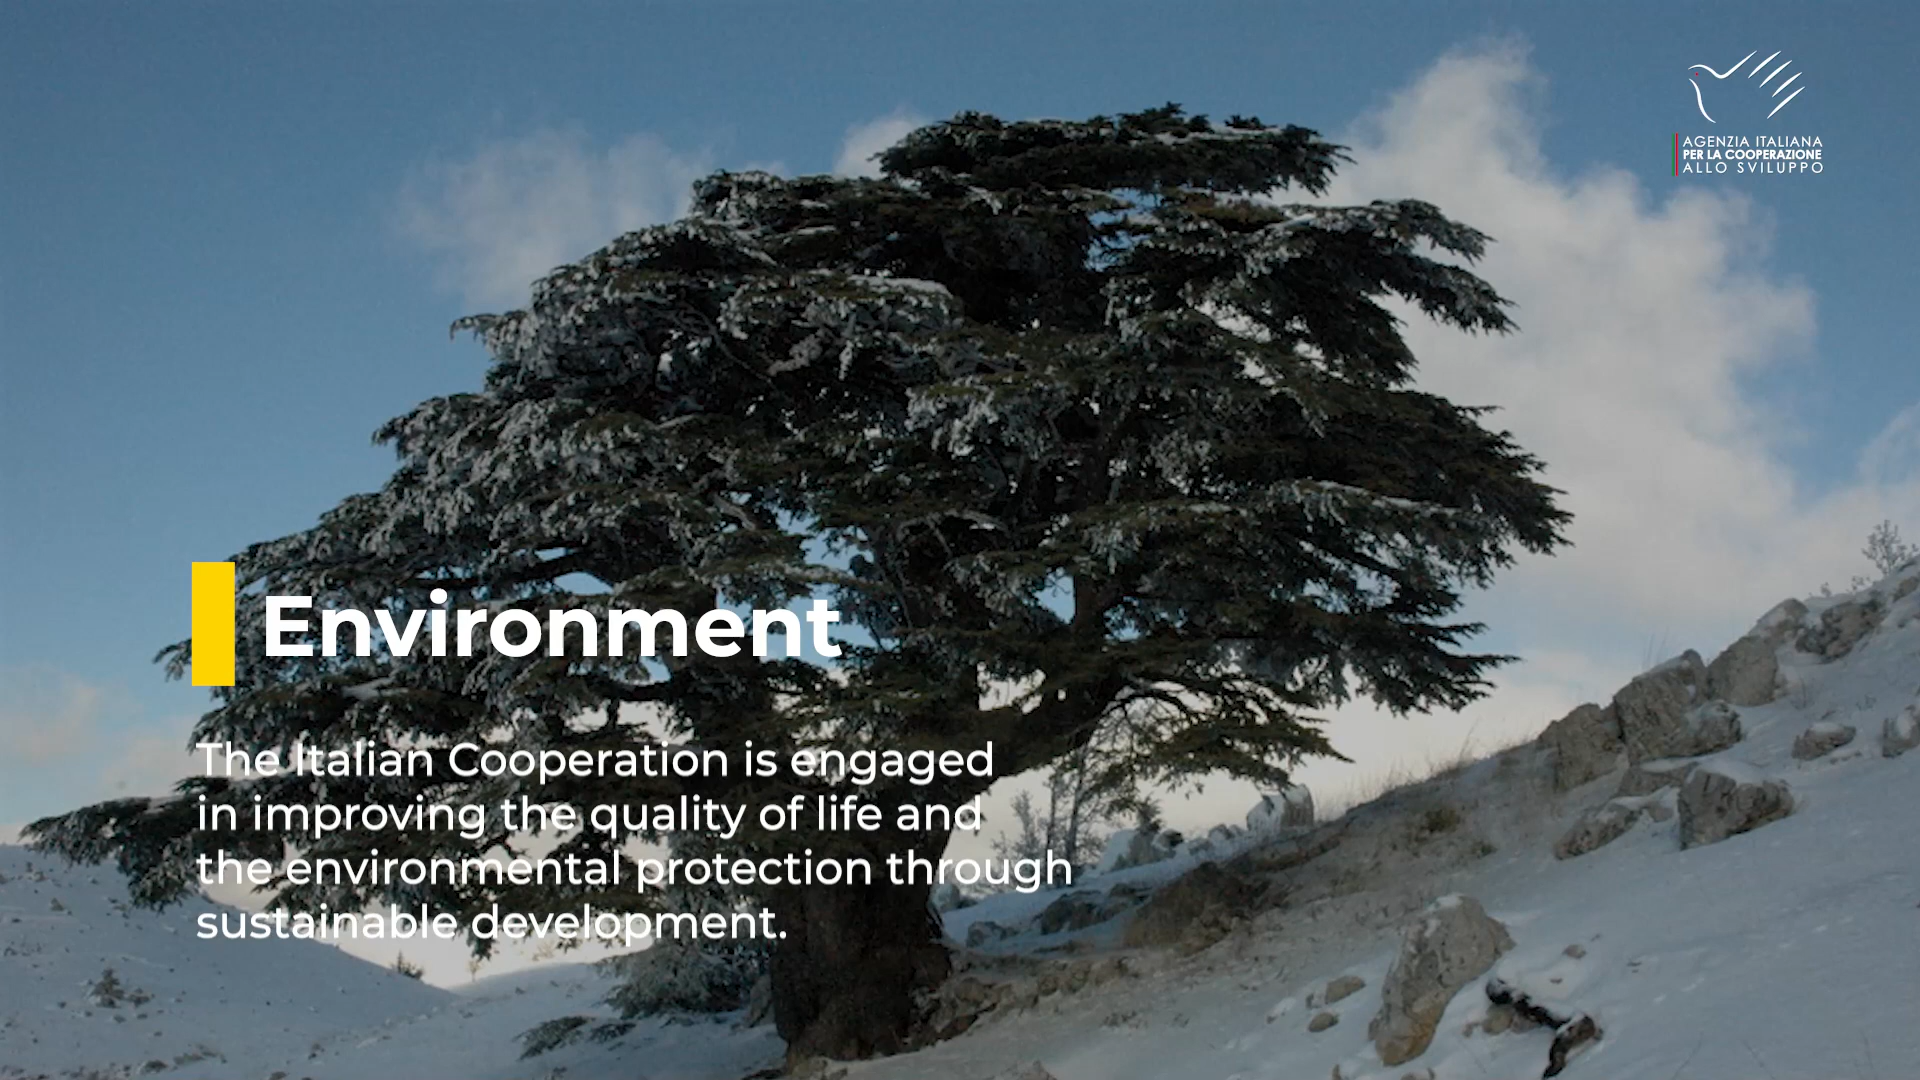 AGENZIA ITALIANA
PER LA COOPERAZIONE
ALLO SVILUPPO
Environment
The Italian Cooperation is engaged
in improving the quality of life and
the environmental protection through
sustainable development.